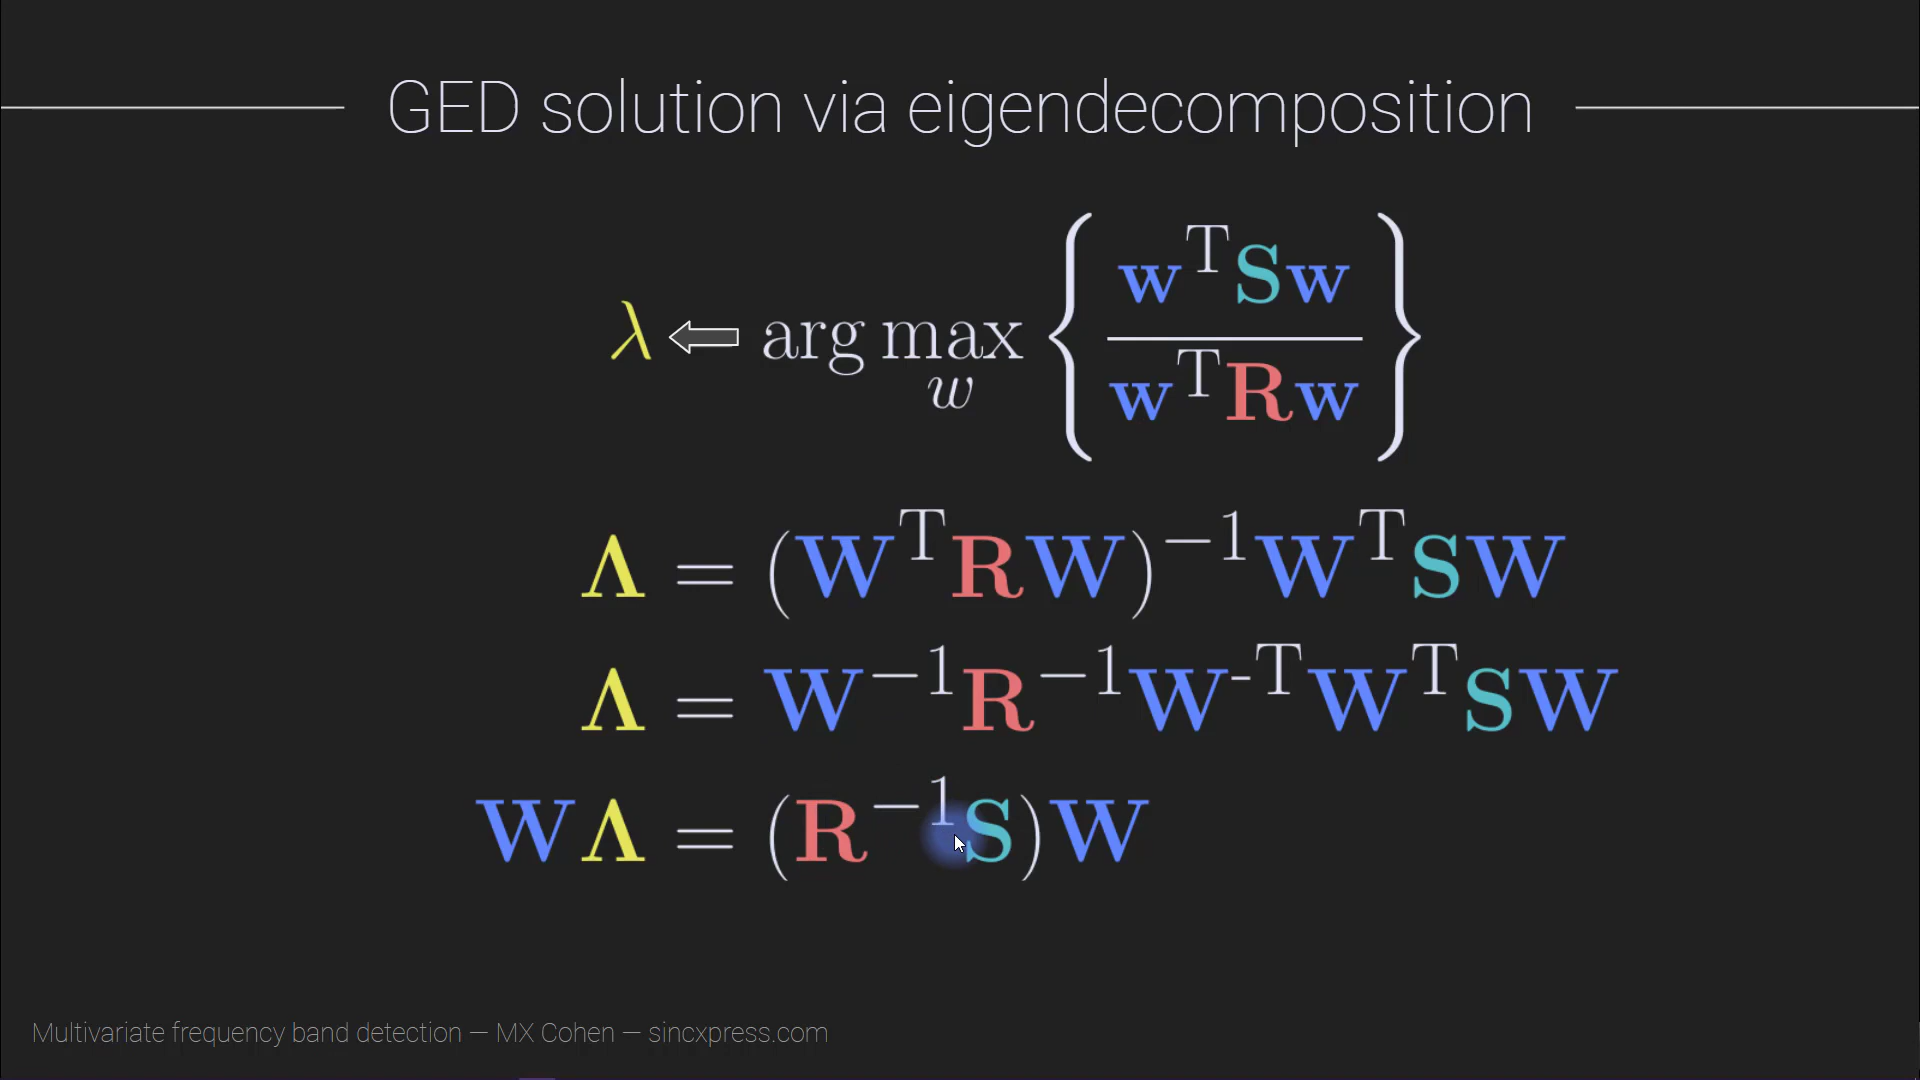 GED solution via eigendecomposition
λ ⇐ arg max_w { wᵀSw / wᵀRw }
Λ = (WᵀRW)⁻¹WᵀSW
Λ = W⁻¹R⁻¹W⁻ᵀWᵀSW
WΛ = (R⁻¹S)W
Multivariate frequency band detection — MX Cohen — sincxpress.com